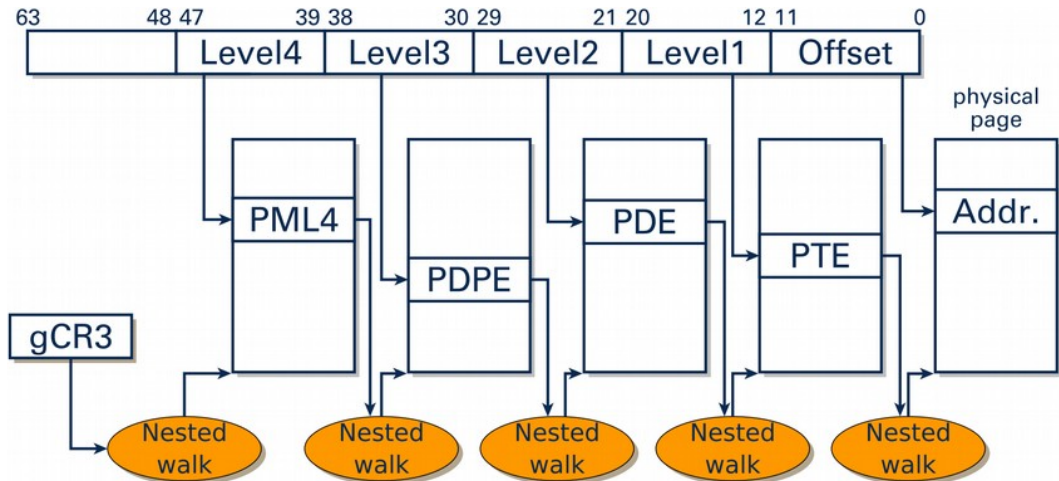 63 48 47 39 38 30 29 21 20 12 11 0
Level4 Level3 Level2 Level1 Offset
physical
page
PML4
PDPE
PDE
PTE
Addr.
gCR3
Nested
walk
Nested
walk
Nested
walk
Nested
walk
Nested
walk